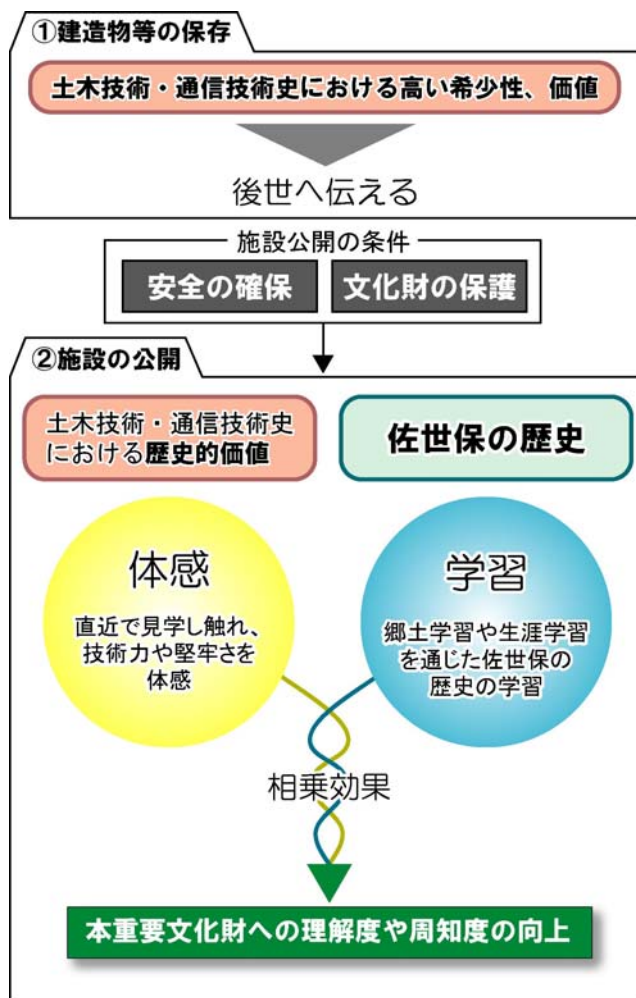 ①建造物等の保存
土木技術・通信技術史における高い希少性、価値
後世へ伝える
施設公開の条件
安全の確保
文化財の保護
②施設の公開
土木技術・通信技術史
における歴史的価値
佐世保の歴史
体感
直近で見学し触れ、
技術力や堅牢さを
体感
学習
郷土学習や生涯学習
を通じた佐世保の
歴史の学習
相乗効果
本重要文化財への理解度や周知度の向上